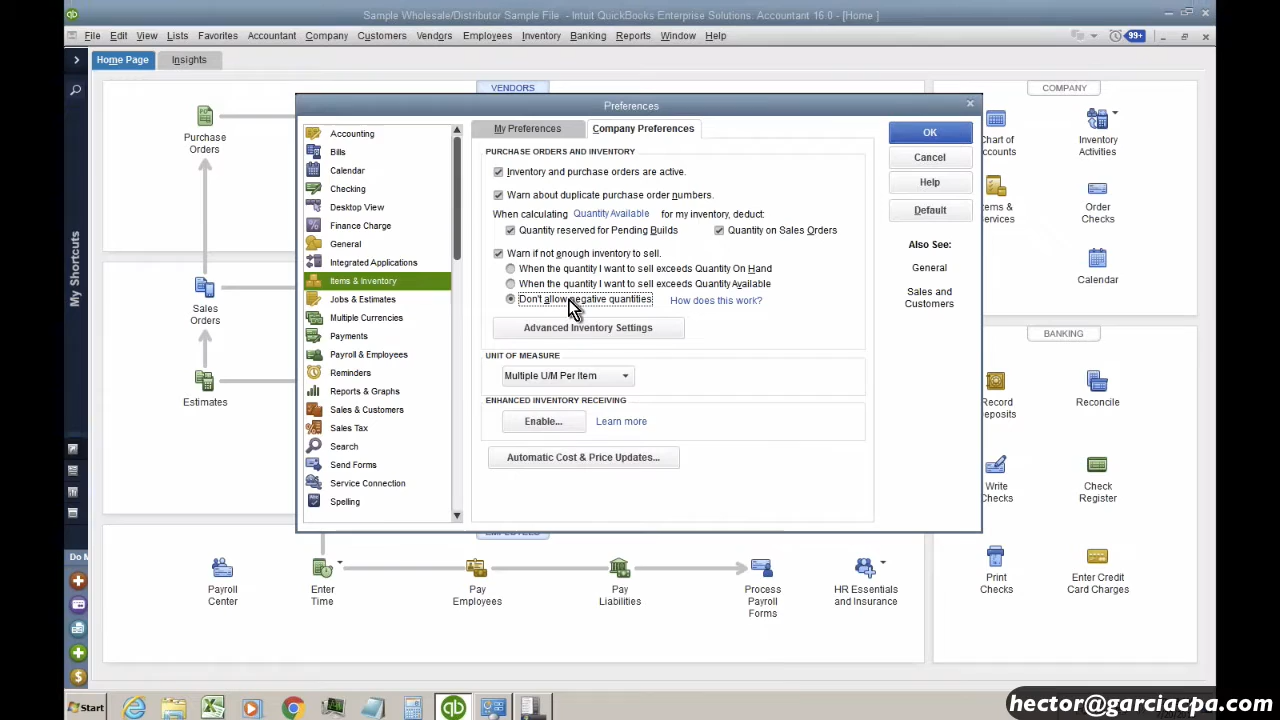 Sample Wholesale/Distributor Sample File - Intuit QuickBooks Enterprise Solutions: Accountant 16.0 - [Home ]
File Edit View Lists Favorites Accountant Company Customers Vendors Employees Inventory Banking Reports Window Help
99+
Home Page Insights
VENDORS
COMPANY
Preferences
My Shortcuts
Do M
Purchase
Orders
Sales
Orders
Estimates
Accounting
Bills
Calendar
Checking
Desktop View
Finance Charge
General
Integrated Applications
Items & Inventory
Jobs & Estimates
Multiple Currencies
Payments
Payroll & Employees
Reminders
Reports & Graphs
Sales & Customers
Sales Tax
Search
Send Forms
Service Connection
Spelling
My Preferences Company Preferences
PURCHASE ORDERS AND INVENTORY
Inventory and purchase orders are active.
Warn about duplicate purchase order numbers.
When calculating Quantity Available for my inventory, deduct:
Quantity reserved for Pending Builds Quantity on Sales Orders
Warn if not enough inventory to sell.
When the quantity I want to sell exceeds Quantity On Hand
When the quantity I want to sell exceeds Quantity Available
Don't allow negative quantities How does this work?
Advanced Inventory Settings
UNIT OF MEASURE
Multiple U/M Per Item
ENHANCED INVENTORY RECEIVING
Enable... Learn more
Automatic Cost & Price Updates...
OK
Cancel
Help
Default
Also See:
General
Sales and
Customers
Chart of
ccounts
Inventory
Activities
ems &
ervices
Order
Checks
Calendar
BANKING
Record
eposits
Reconcile
Write
Checks
Check
Register
Print
Checks
Enter Credit
Card Charges
EMPLOYEES
Payroll
Center
Enter
Time
Pay
Employees
Pay
Liabilities
Process
Payroll
Forms
HR Essentials
and Insurance
Start
hector@garciacpa.com